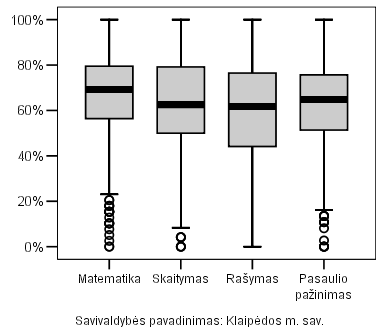 100%
80%
60%
40%
20%
0%
Matematika Skaitymas Rašymas Pasaulio
pažinimas
Savivaldybės pavadinimas: Klaipėdos m. sav.